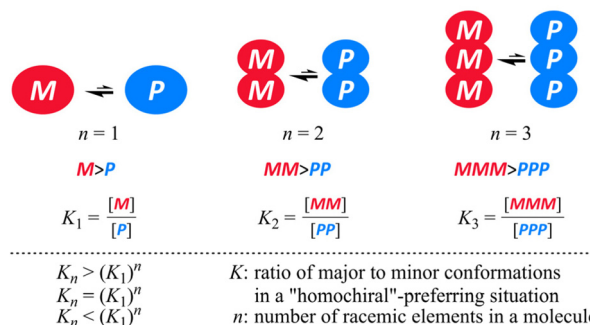 M P
M M P P
M M M P P P
n = 1 n = 2 n = 3
M>P MM>PP MMM>PPP
K1 = [M] / [P] K2 = [MM] / [PP] K3 = [MMM] / [PPP]
Kn > (K1)^n K: ratio of major to minor conformations
Kn = (K1)^n in a "homochiral"-preferring situation
Kn < (K1)^n n: number of racemic elements in a molecule